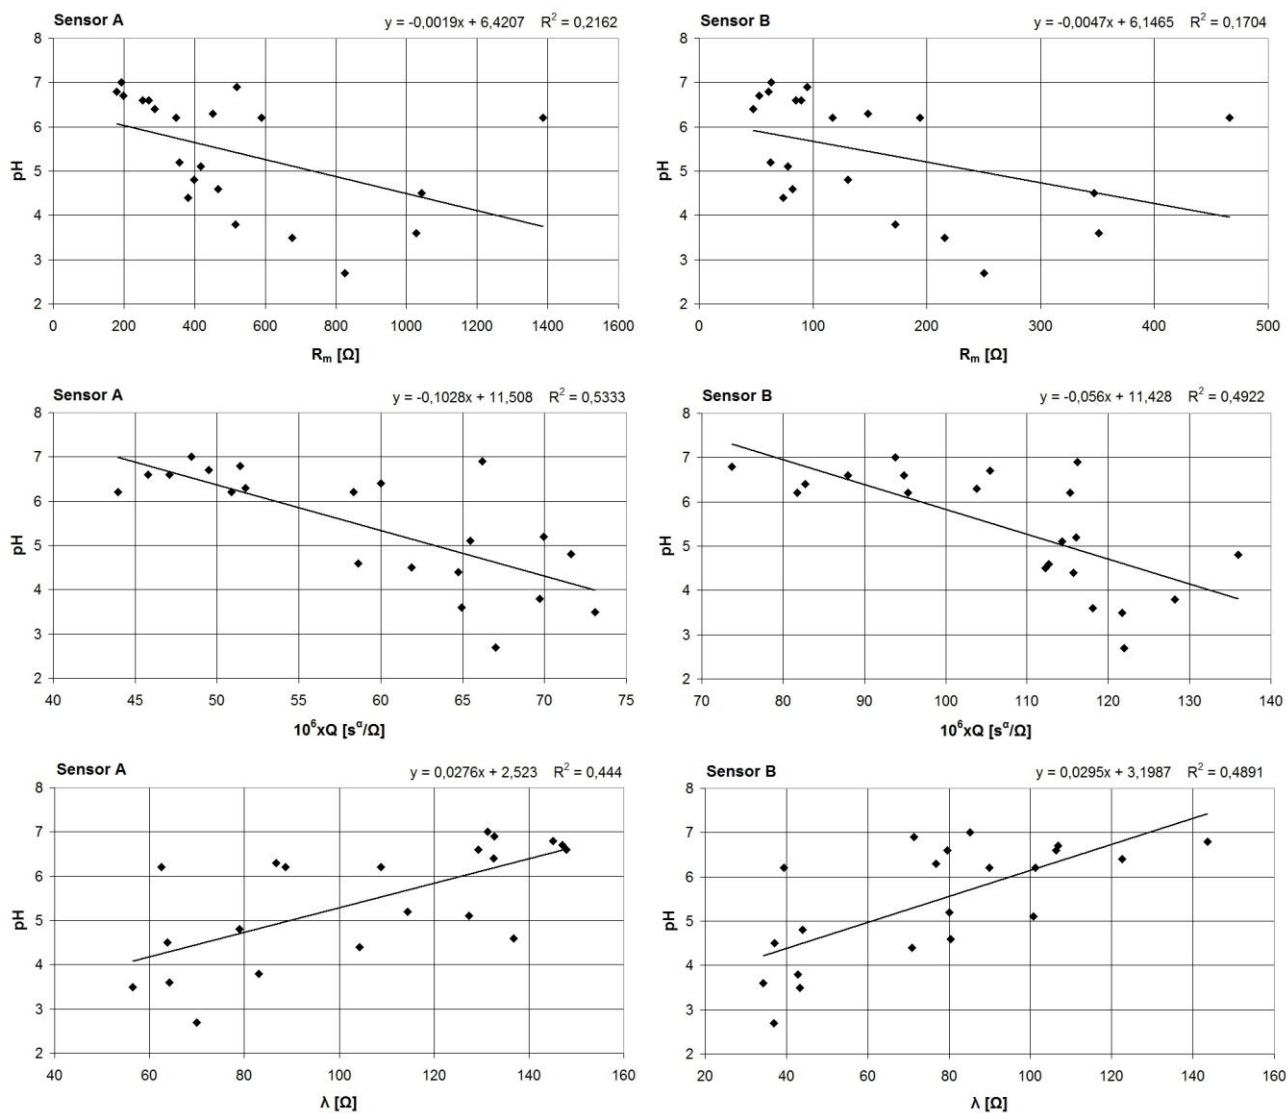 Sensor A y = -0,0019x + 6,4207 R² = 0,2162
8
7
6
5
4
3
2
pH
0 200 400 600 800 1000 1200 1400 1600
Rm [Ω]
Sensor B y = -0,0047x + 6,1465 R² = 0,1704
8
7
6
5
4
3
2
pH
0 100 200 300 400 500
Rm [Ω]
Sensor A y = -0,1028x + 11,508 R² = 0,5333
8
7
6
5
4
3
2
pH
40 45 50 55 60 65 70 75
10⁶xQ [sᵅ/Ω]
Sensor B y = -0,056x + 11,428 R² = 0,4922
8
7
6
5
4
3
2
pH
70 80 90 100 110 120 130 140
10⁶xQ [sᵅ/Ω]
Sensor A y = 0,0276x + 2,523 R² = 0,444
8
7
6
5
4
3
2
pH
40 60 80 100 120 140 160
λ [Ω]
Sensor B y = 0,0295x + 3,1987 R² = 0,4891
8
7
6
5
4
3
2
pH
20 40 60 80 100 120 140 160
λ [Ω]